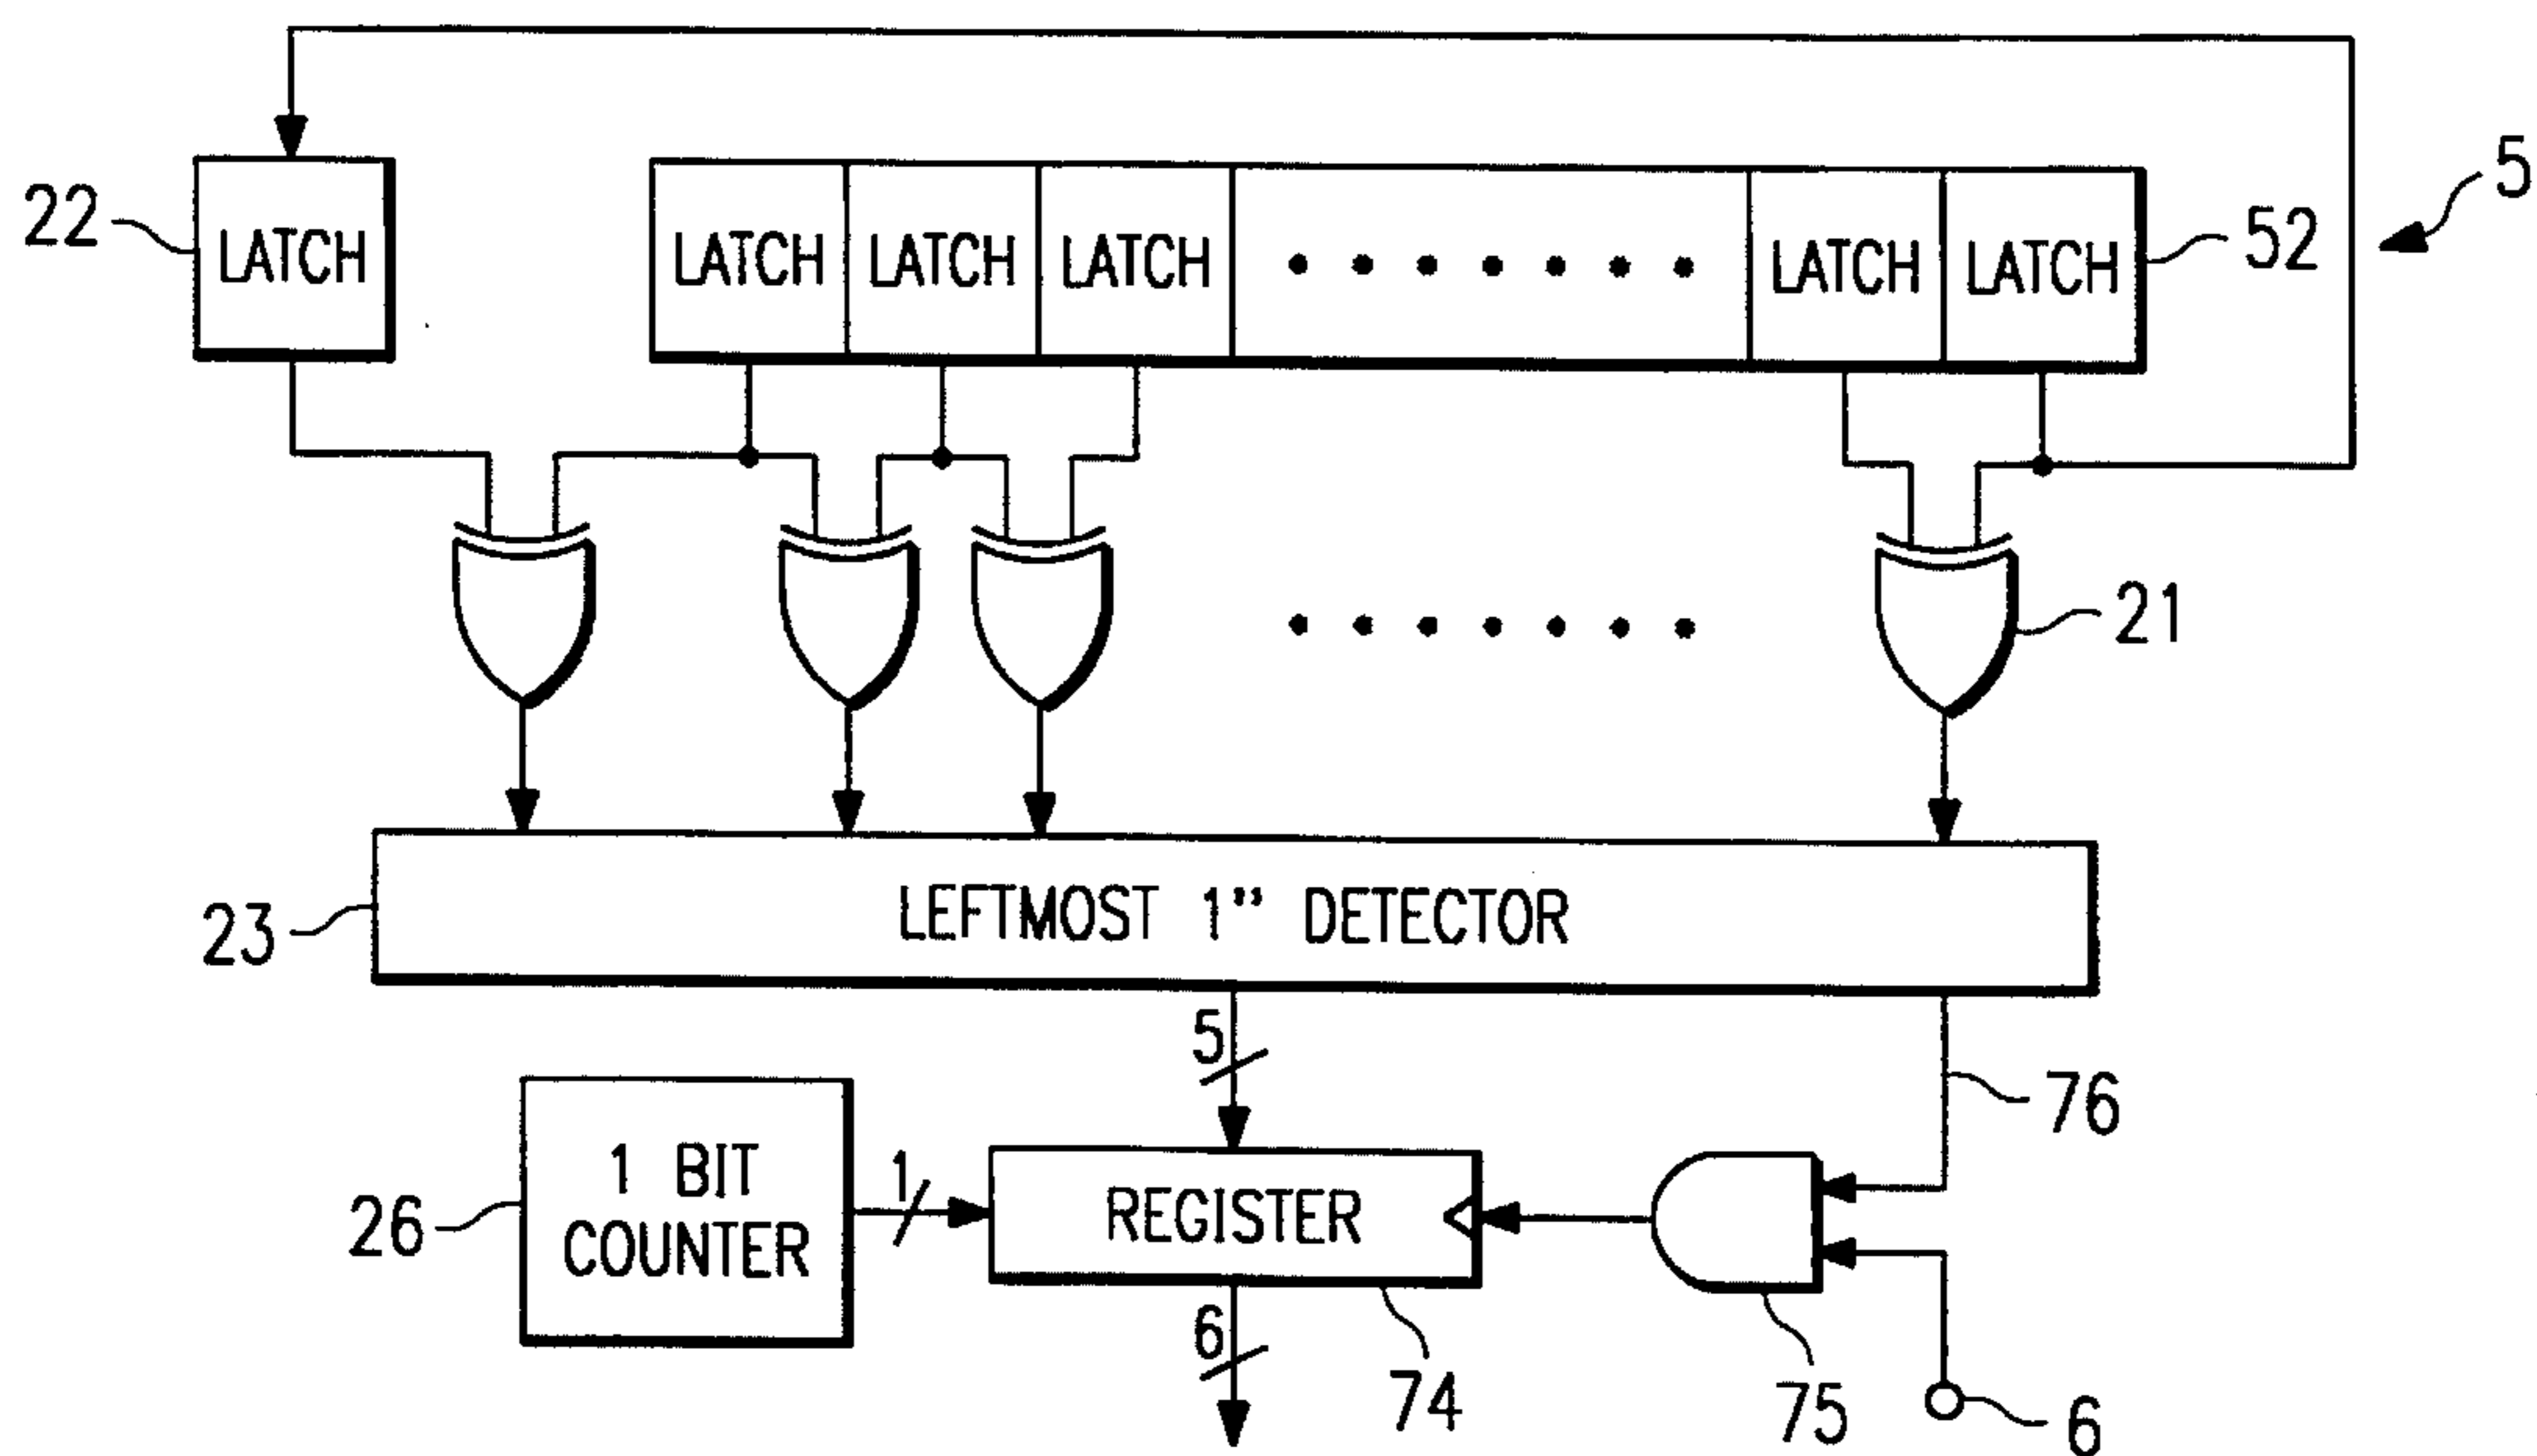 22
LATCH
LATCH LATCH LATCH LATCH LATCH
52
5
21
LEFTMOST 1” DETECTOR
23
5
76
1 BIT
COUNTER
26
1
REGISTER
6
74
75
6